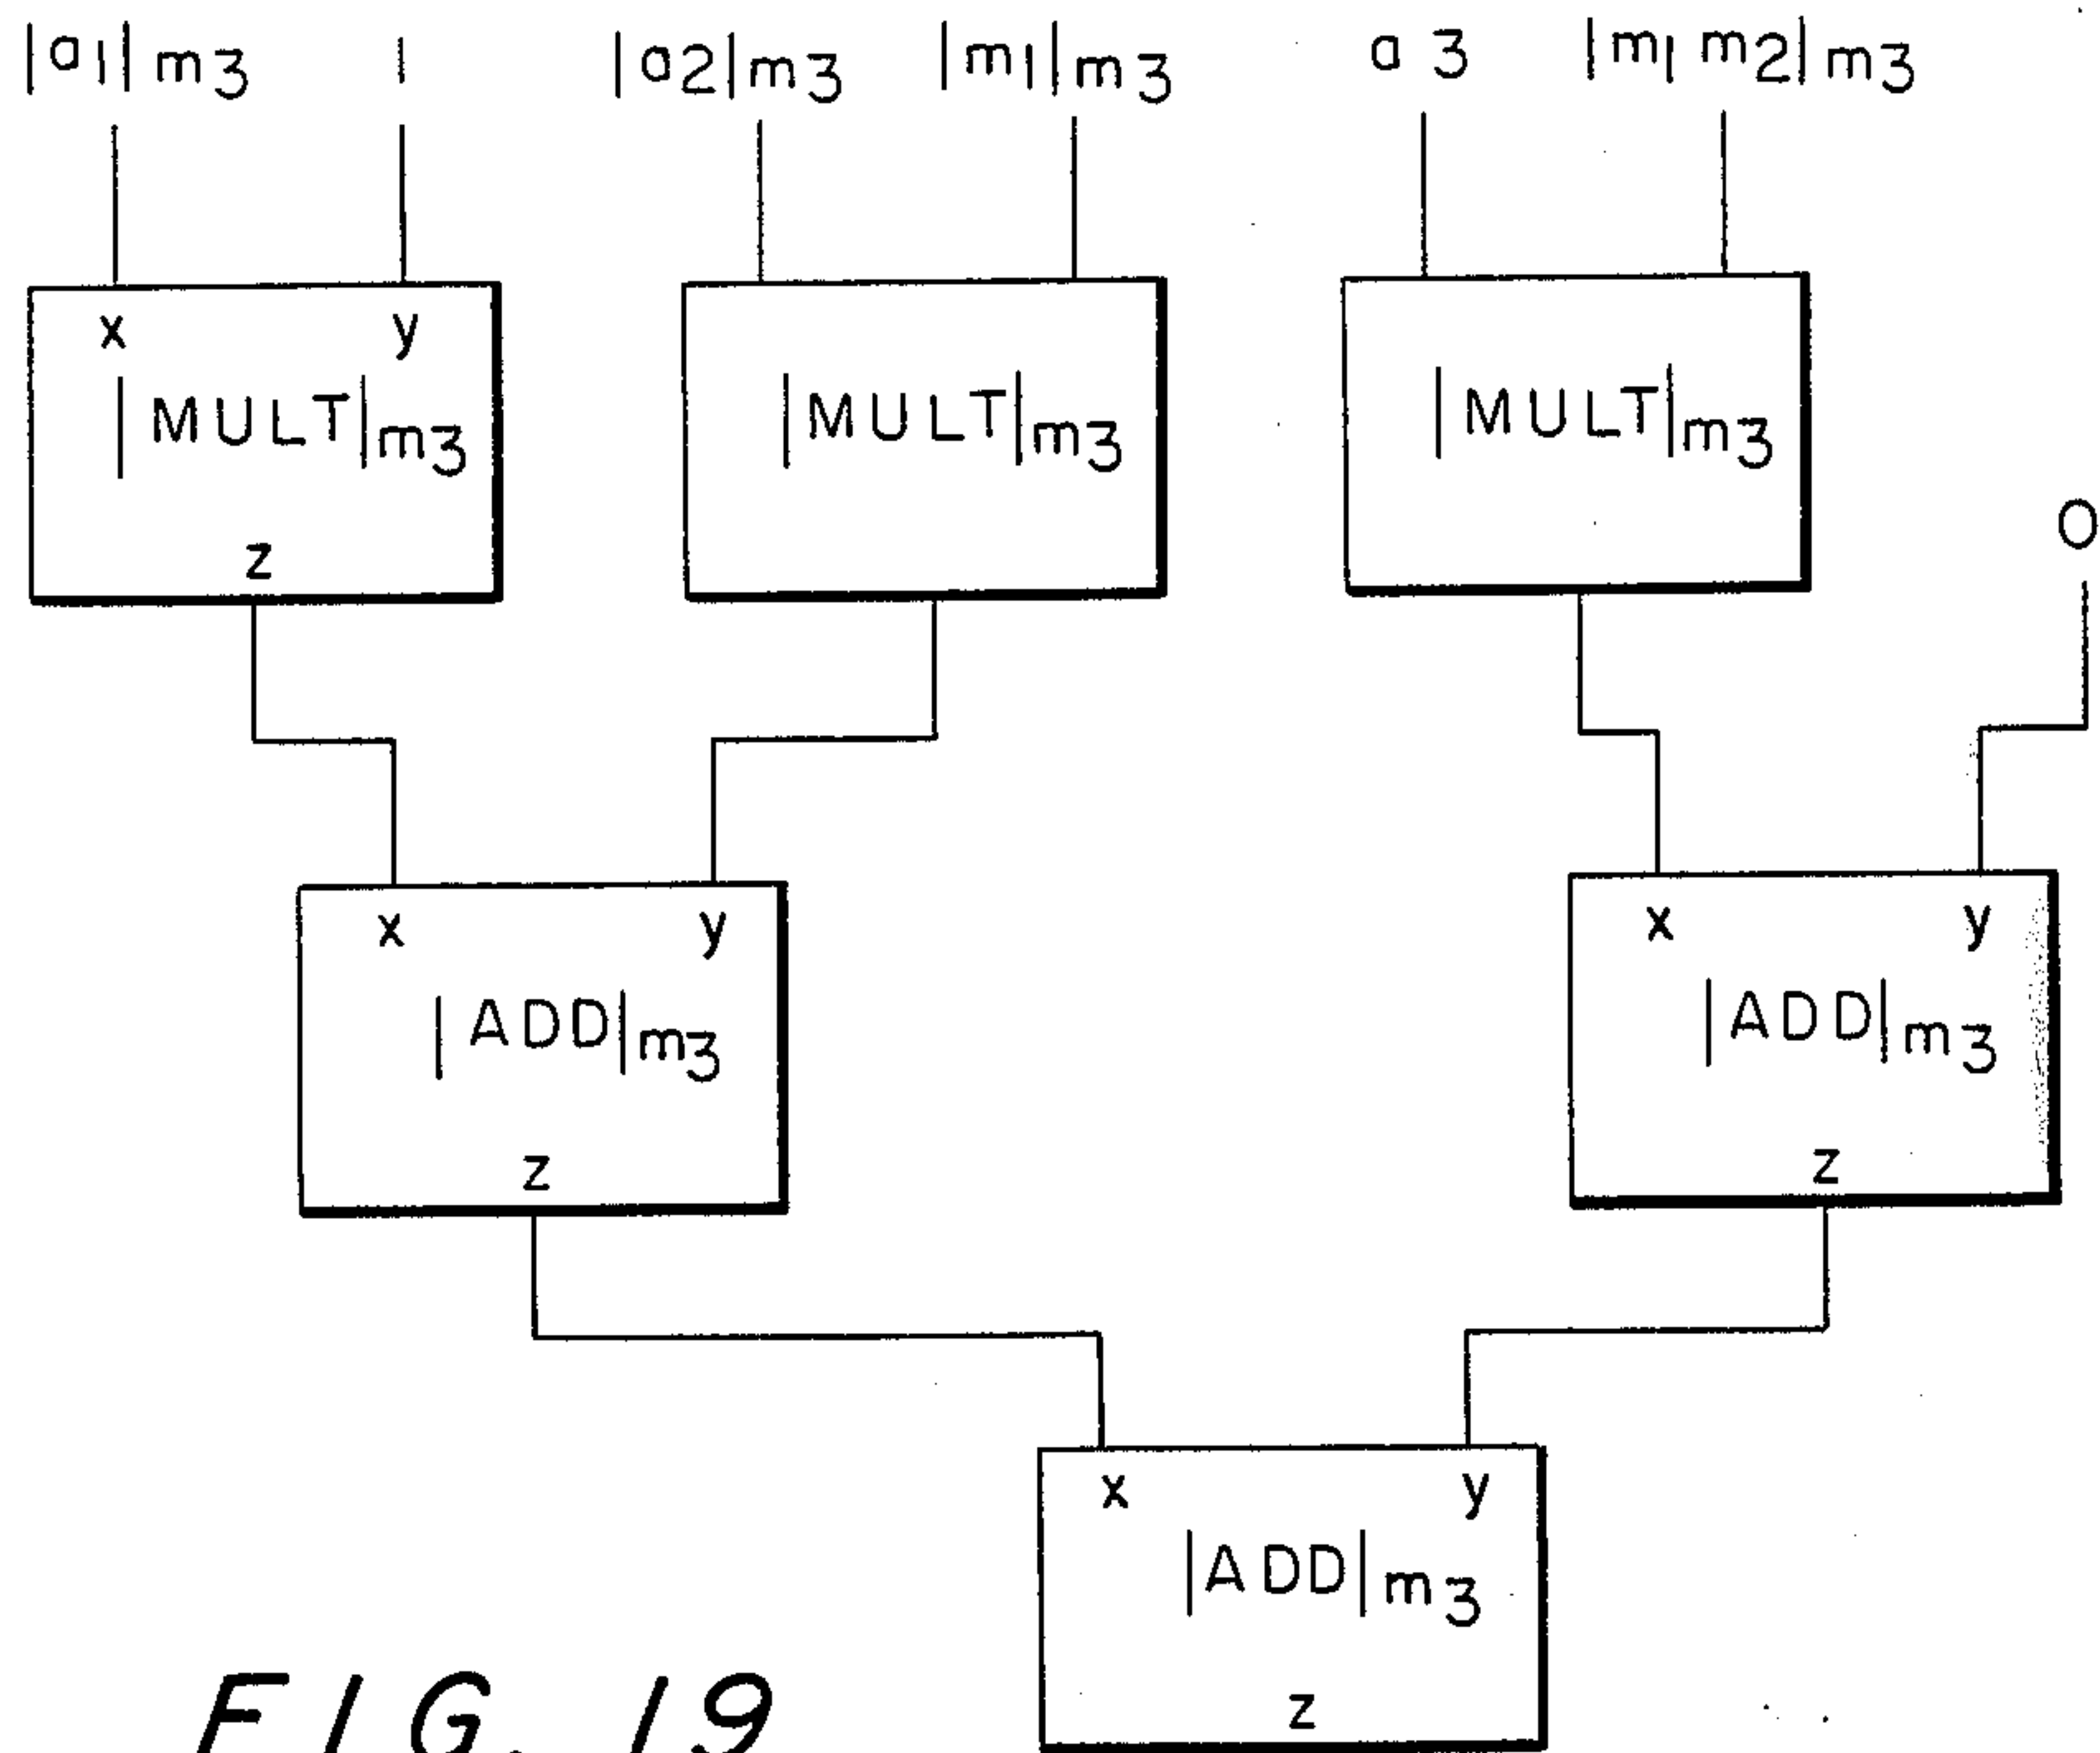 |a1|m3 1 |a2|m3 |m1|m3 a3 |m1 m2|m3
x y
|MULT|m3 |MULT|m3 |MULT|m3
z
0
x y x y
|ADD|m3 |ADD|m3
z z
x y
|ADD|m3
z
FIG. 19